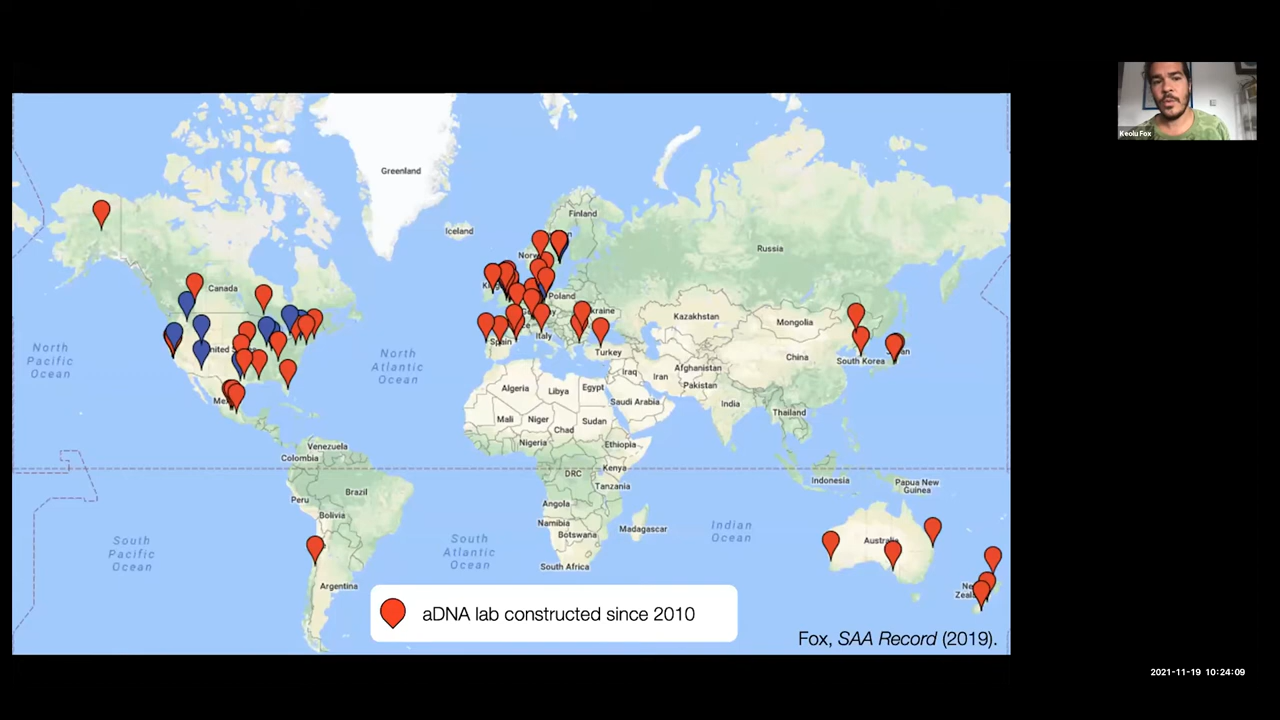 Greenland
Iceland
Finland
Russia
Canada
Poland
Kazakhstan
Mongolia
North
Pacific
Ocean
North
Atlantic
Ocean
Spain
Italy
Turkey
China
South Korea
Iraq
Iran
Afghanistan
Pakistan
Algeria
Libya
Egypt
Saudi Arabia
India
Thailand
Mali
Niger
Chad
Sudan
Nigeria
Ethiopia
Venezuela
Colombia
DRC
Kenya
Tanzania
Indonesia
Papua New
Guinea
Peru
Brazil
Bolivia
Angola
Namibia
Botswana
Madagascar
South Africa
South
Pacific
Ocean
South
Atlantic
Ocean
Indian
Ocean
Argentina
aDNA lab constructed since 2010
Fox, SAA Record (2019).
Keolu Fox
2021-11-19 10:24:09